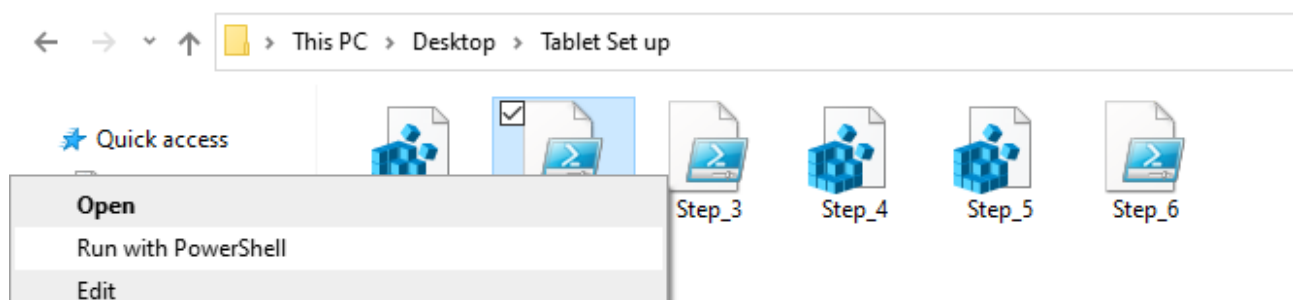 This PC > Desktop > Tablet Set up
Quick access
Step_3 Step_4 Step_5 Step_6
Open
Run with PowerShell
Edit